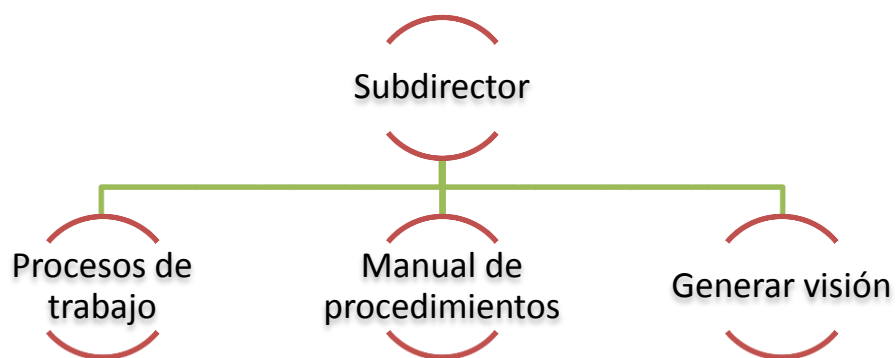 Subdirector
Procesos de
trabajo
Manual de
procedimientos
Generar visión